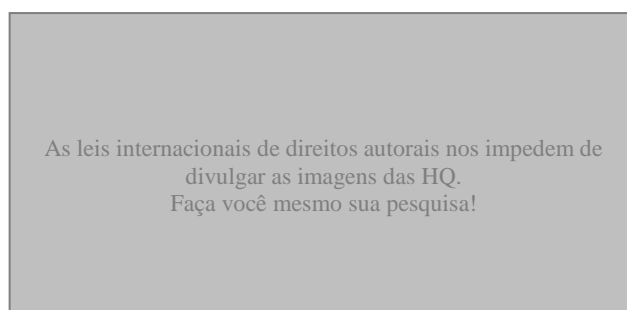 As leis internacionais de direitos autorais nos impedem de
divulgar as imagens das HQ.
Faça você mesmo sua pesquisa!